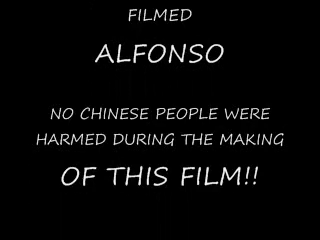 FILMED
ALFONSO
NO CHINESE PEOPLE WERE
HARMED DURING THE MAKING
OF THIS FILM!!